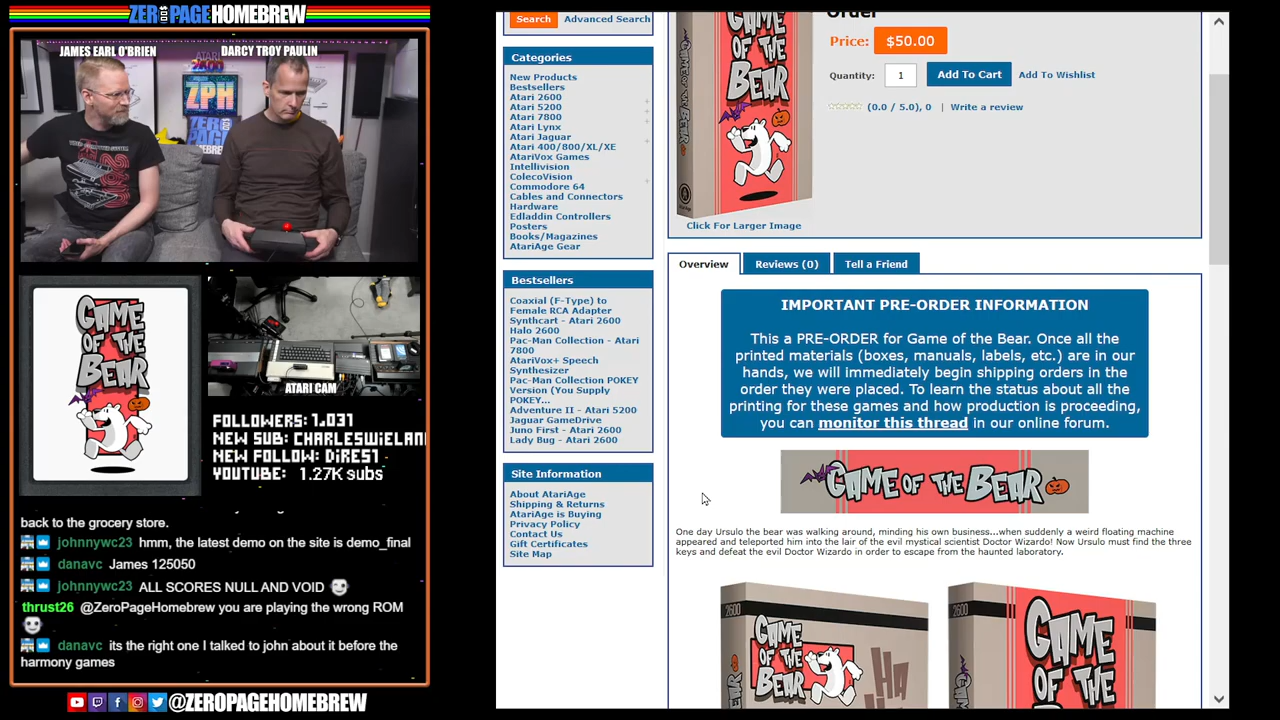 ZEROPAGEHOMEBREW
JAMES EARL O'BRIEN
DARCY TROY PAULIN
ZPH
GAME
OF THE
BEAR
ATARI CAM
FOLLOWERS: 1,031
NEW SUB: CHARLESWIELAN
NEW FOLLOW: DIRES1
YOUTUBE: 1.27K subs
back to the grocery store.
johnnywc23 hmm, the latest demo on the site is demo_final
danavc James 125050
johnnywc23 ALL SCORES NULL AND VOID
thrust26 @ZeroPageHomebrew you are playing the wrong ROM
danavc its the right one I talked to john about it before the
harmony games
@ZEROPAGEHOMEBREW
Search Advanced Search
Categories
New Products
Bestsellers
Atari 2600
Atari 5200
Atari 7800
Atari Lynx
Atari Jaguar
Atari 400/800/XL/XE
AtariVox Games
Intellivision
ColecoVision
Commodore 64
Cables and Connectors
Hardware
Edladdin Controllers
Posters
Books/Magazines
AtariAge Gear
Bestsellers
Coaxial (F-Type) to
Female RCA Adapter
Synthcart - Atari 2600
Halo 2600
Pac-Man Collection - Atari
7800
AtariVox+ Speech
Synthesizer
Pac-Man Collection POKEY
Version (You Supply
POKEY...
Adventure II - Atari 5200
Jaguar GameDrive
Juno First - Atari 2600
Lady Bug - Atari 2600
Site Information
About AtariAge
Shipping & Returns
AtariAge is Buying
Privacy Policy
Contact Us
Gift Certificates
Site Map
GAME
OF THE
BEAR
Click For Larger Image
Order
Price: $50.00
Quantity: 1 Add To Cart Add To Wishlist
(0.0 / 5.0), 0 | Write a review
Overview Reviews (0) Tell a Friend
IMPORTANT PRE-ORDER INFORMATION
This a PRE-ORDER for Game of the Bear. Once all the
printed materials (boxes, manuals, labels, etc.) are in our
hands, we will immediately begin shipping orders in the
order they were placed. To learn the status about all the
printing for these games and how production is proceeding,
you can monitor this thread in our online forum.
GAME OF THE BEAR
One day Ursulo the bear was walking around, minding his own business...when suddenly a weird floating machine
appeared and teleported him into the lair of the evil mystical scientist Doctor Wizardo! Now Ursulo must find the three
keys and defeat the evil Doctor Wizardo in order to escape from the haunted laboratory.
2600
GAME
OF THE
BEAR
HA
2600
GAME
OF THE